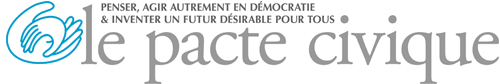 PENSER, AGIR AUTREMENT EN DÉMOCRATIE
& INVENTER UN FUTUR DÉSIRABLE POUR TOUS
le pacte civique